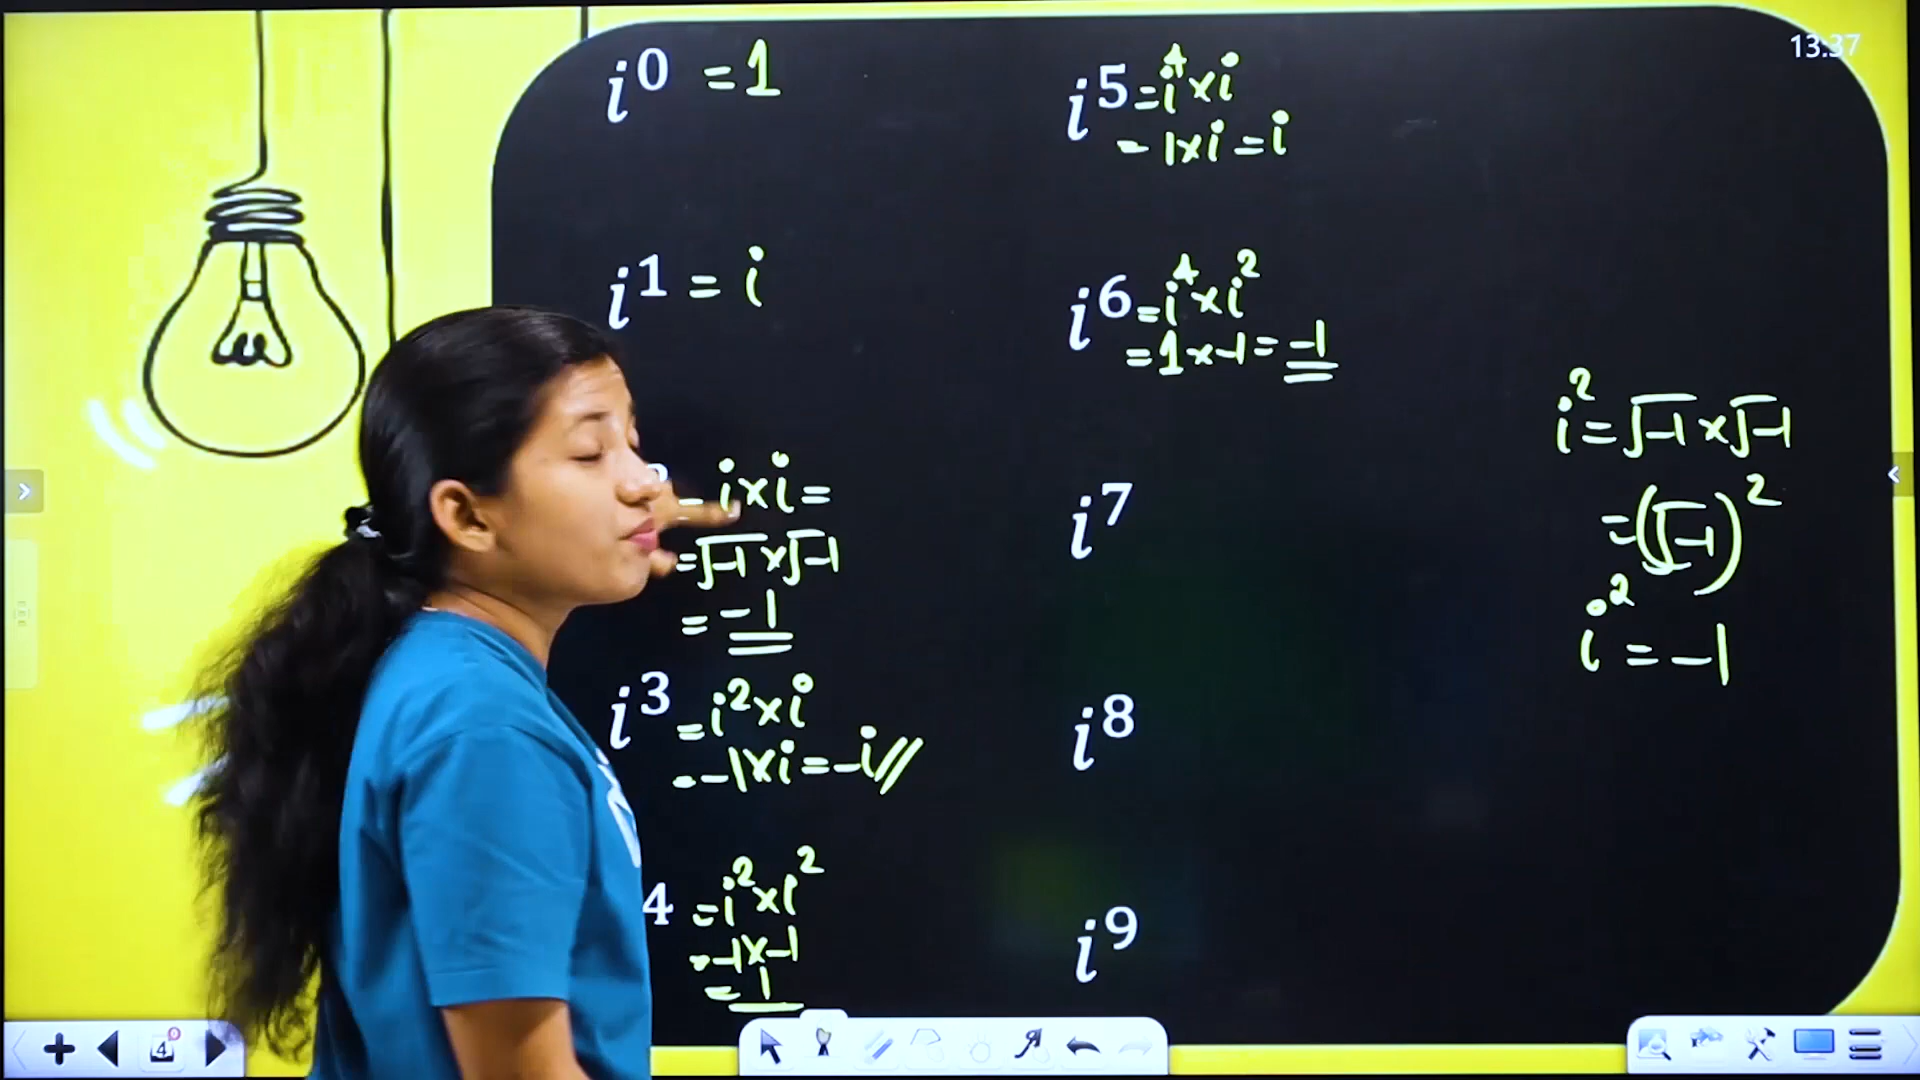 13:37
i⁰ = 1
i¹ = i
= i×i =
= √-1 × √-1
= -1
i³ = i² × i
= -1×i = -i//
4 = i² × i²
= -1×-1
= 1
i⁵ = i⁴ × i
= 1×i = i
i⁶ = i⁴ × i²
= 1 × -1 = -1
i⁷
i⁸
i⁹
i² = √-1 × √-1
= (√-1)²
i² = -1
4